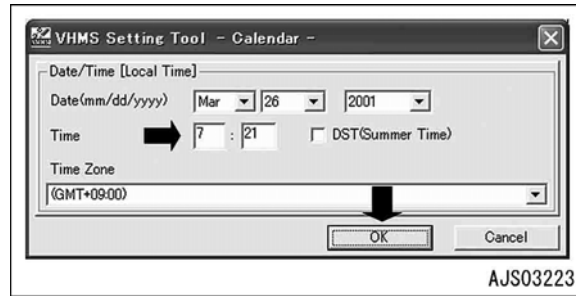 VHMS Setting Tool - Calendar -
Date/Time [Local Time]
Date(mm/dd/yyyy) Mar 26 2001
Time 7 : 21 DST(Summer Time)
Time Zone
(GMT+09:00)
OK Cancel
AJS03223